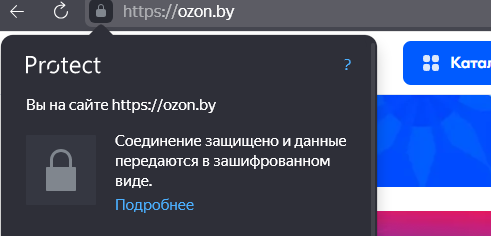 https://ozon.by
Protect
?
Катал
Вы на сайте https://ozon.by
Соединение защищено и данные
передаются в зашифрованном
виде.
Подробнее